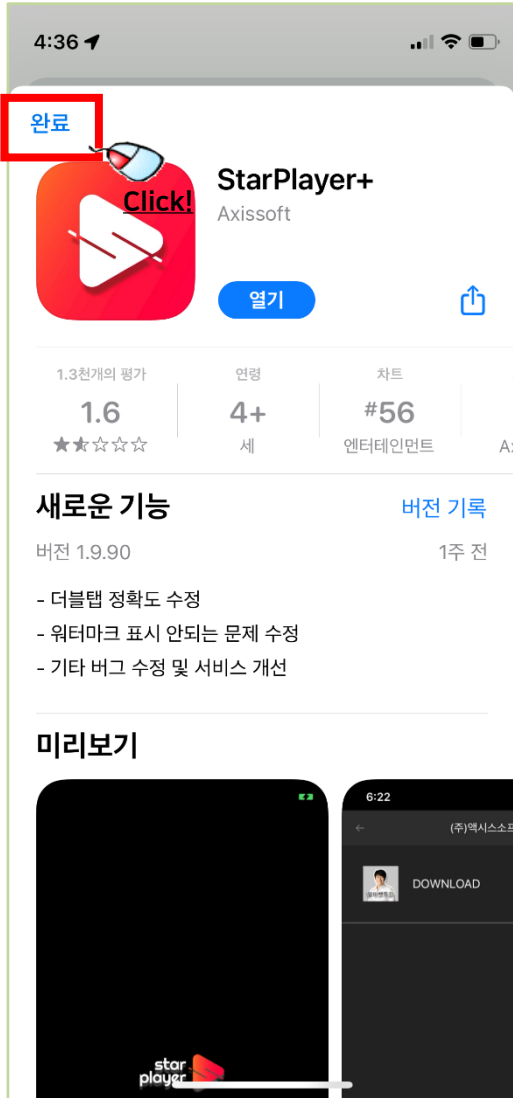 4:36
완료
Click!
StarPlayer+
Axissoft
열기
1.3천개의 평가
연령
차트
1.6
4+
#56
세
엔터테인먼트
새로운 기능
버전 기록
버전 1.9.90
1주 전
- 더블탭 정확도 수정
- 워터마크 표시 안되는 문제 수정
- 기타 버그 수정 및 서비스 개선
미리보기
6:22
(주)액시스소프
DOWNLOAD
star
player